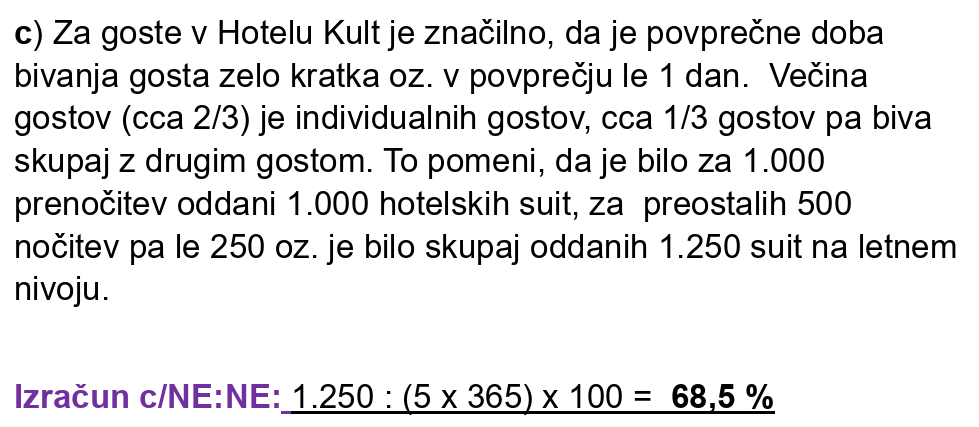 c) Za goste v Hotelu Kult je značilno, da je povprečne doba
bivanja gosta zelo kratka oz. v povprečju le 1 dan.  Večina
gostov (cca 2/3) je individualnih gostov, cca 1/3 gostov pa biva
skupaj z drugim gostom. To pomeni, da je bilo za 1.000
prenočitev oddani 1.000 hotelskih suit, za  preostalih 500
nočitev pa le 250 oz. je bilo skupaj oddanih 1.250 suit na letnem
nivoju.
Izračun c/NE:NE: 1.250 : (5 x 365) x 100 =  68,5 %